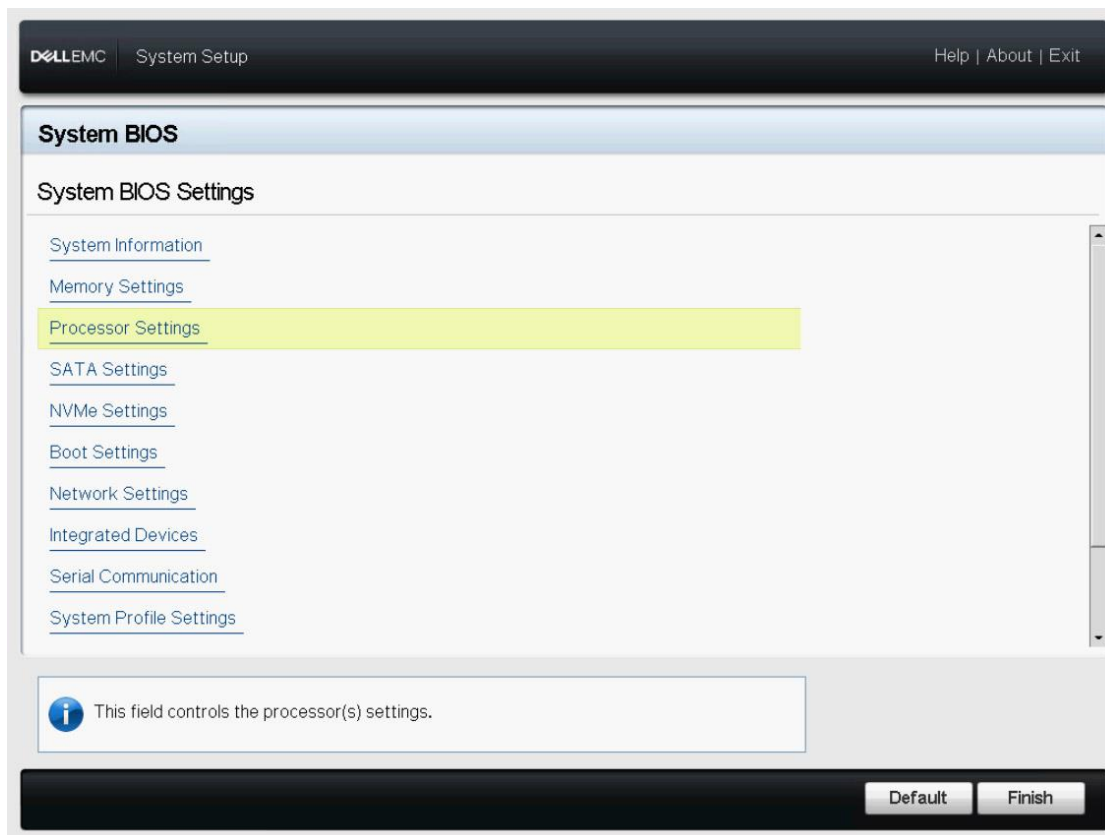 DELLEMC System Setup Help | About | Exit
System BIOS
System BIOS Settings
System Information
Memory Settings
Processor Settings
SATA Settings
NVMe Settings
Boot Settings
Network Settings
Integrated Devices
Serial Communication
System Profile Settings
This field controls the processor(s) settings.
Default Finish